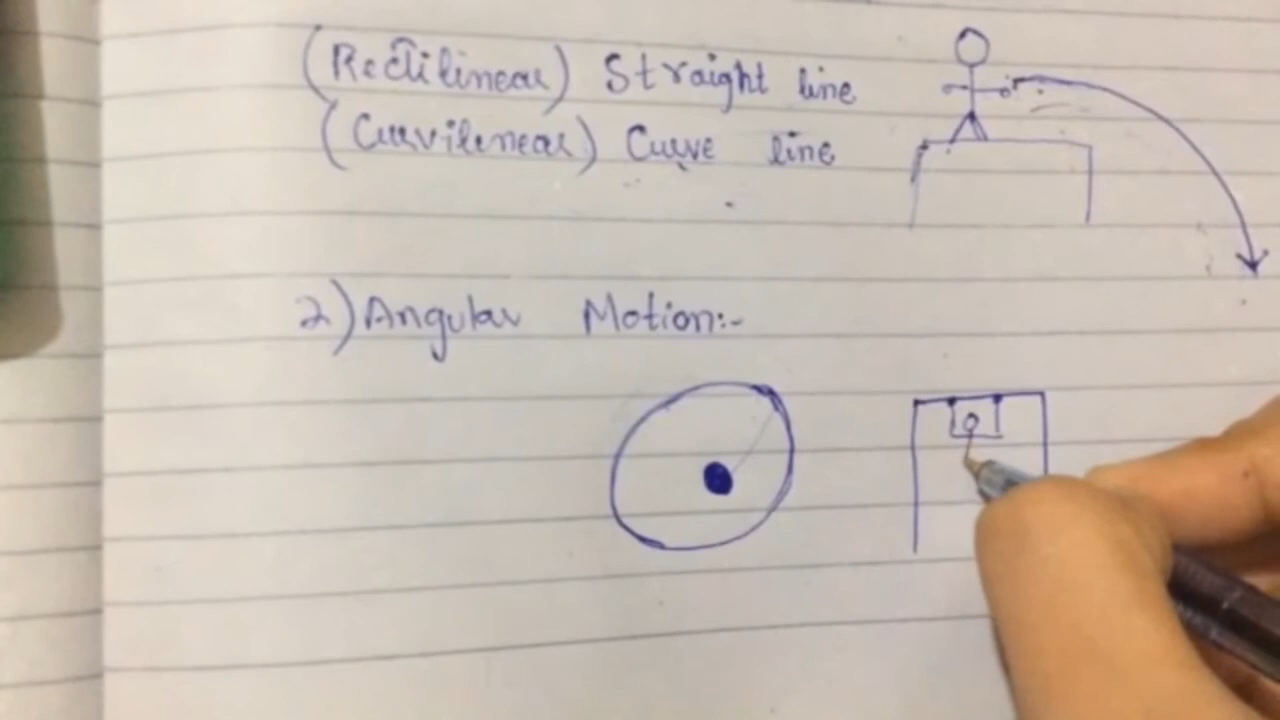 (Rectilinear) Straight line
(Curvilinear) Curve line
2) Angular Motion:-